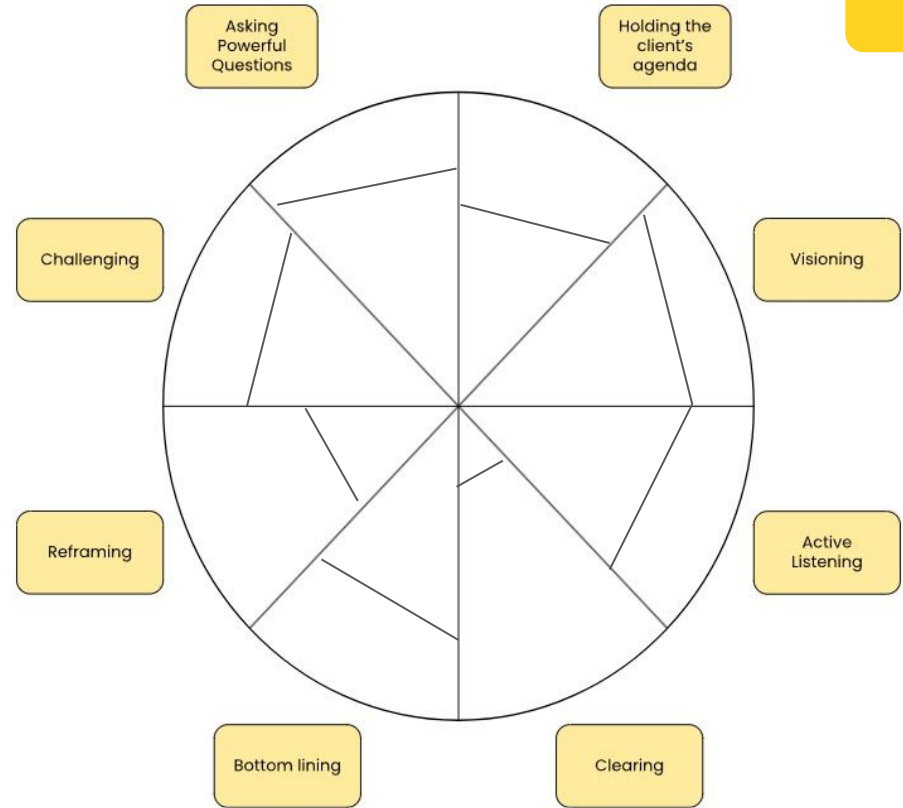 Asking
Powerful
Questions
Holding the
client's
agenda
Challenging
Visioning
Reframing
Active
Listening
Bottom lining
Clearing